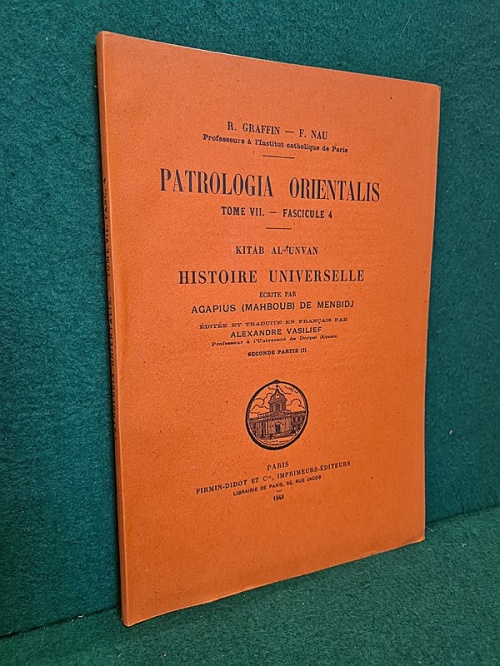 R. GRAFFIN — F. NAU
Professeurs à l'Institut catholique de Paris
PATROLOGIA ORIENTALIS
TOME VII. — FASCICULE 4
KITAB AL-ʿUNVAN
HISTOIRE UNIVERSELLE
ÉCRITE PAR
AGAPIUS (MAHBOUB) DE MENBIDJ
ÉDITÉE ET TRADUITE EN FRANÇAIS PAR
ALEXANDRE VASILIEF
Professeur à l'Université de Dorpat
SECONDE PARTIE (I)
PARIS
FIRMIN-DIDOT ET Cie, IMPRIMEURS-ÉDITEURS
LIBRAIRIE DE PARIS, 56, RUE JACOB
1948